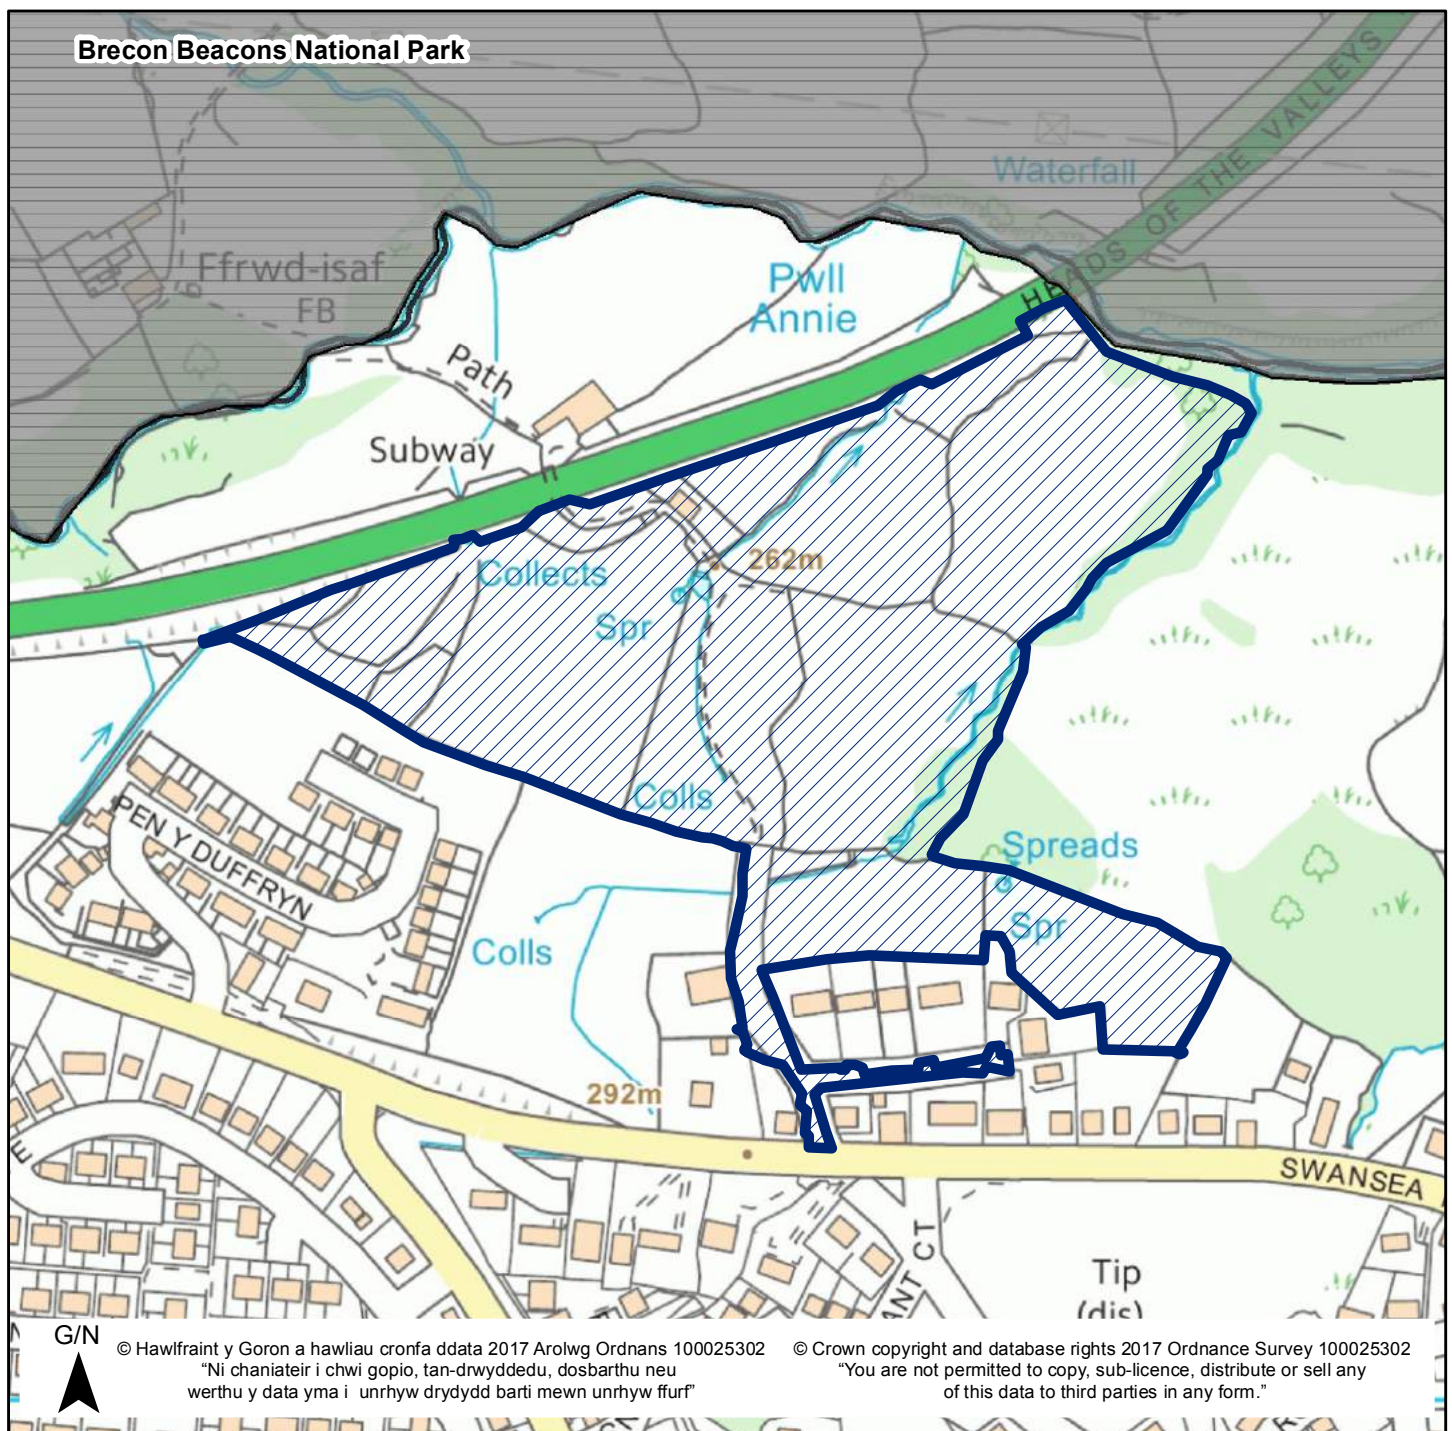 Brecon Beacons National Park
HEADS OF THE VALLEYS
Waterfall
Ffrwd-isaf
FB
Pwll
Annie
Path
Subway
262m
Collects
Spr
Colls
PEN Y DUFFRYN
Spreads
Spr
Colls
292m
SWANSEA
Tip
(dis)
G/N
© Hawlfraint y Goron a hawliau cronfa ddata 2017 Arolwg Ordnans 100025302
“Ni chaniateir i chwi gopio, tan-drwyddedu, dosbarthu neu
werthu y data yma i unrhyw drydydd barti mewn unrhyw ffurf”
© Crown copyright and database rights 2017 Ordnance Survey 100025302
“You are not permitted to copy, sub-licence, distribute or sell any
of this data to third parties in any form.”
ANT CT